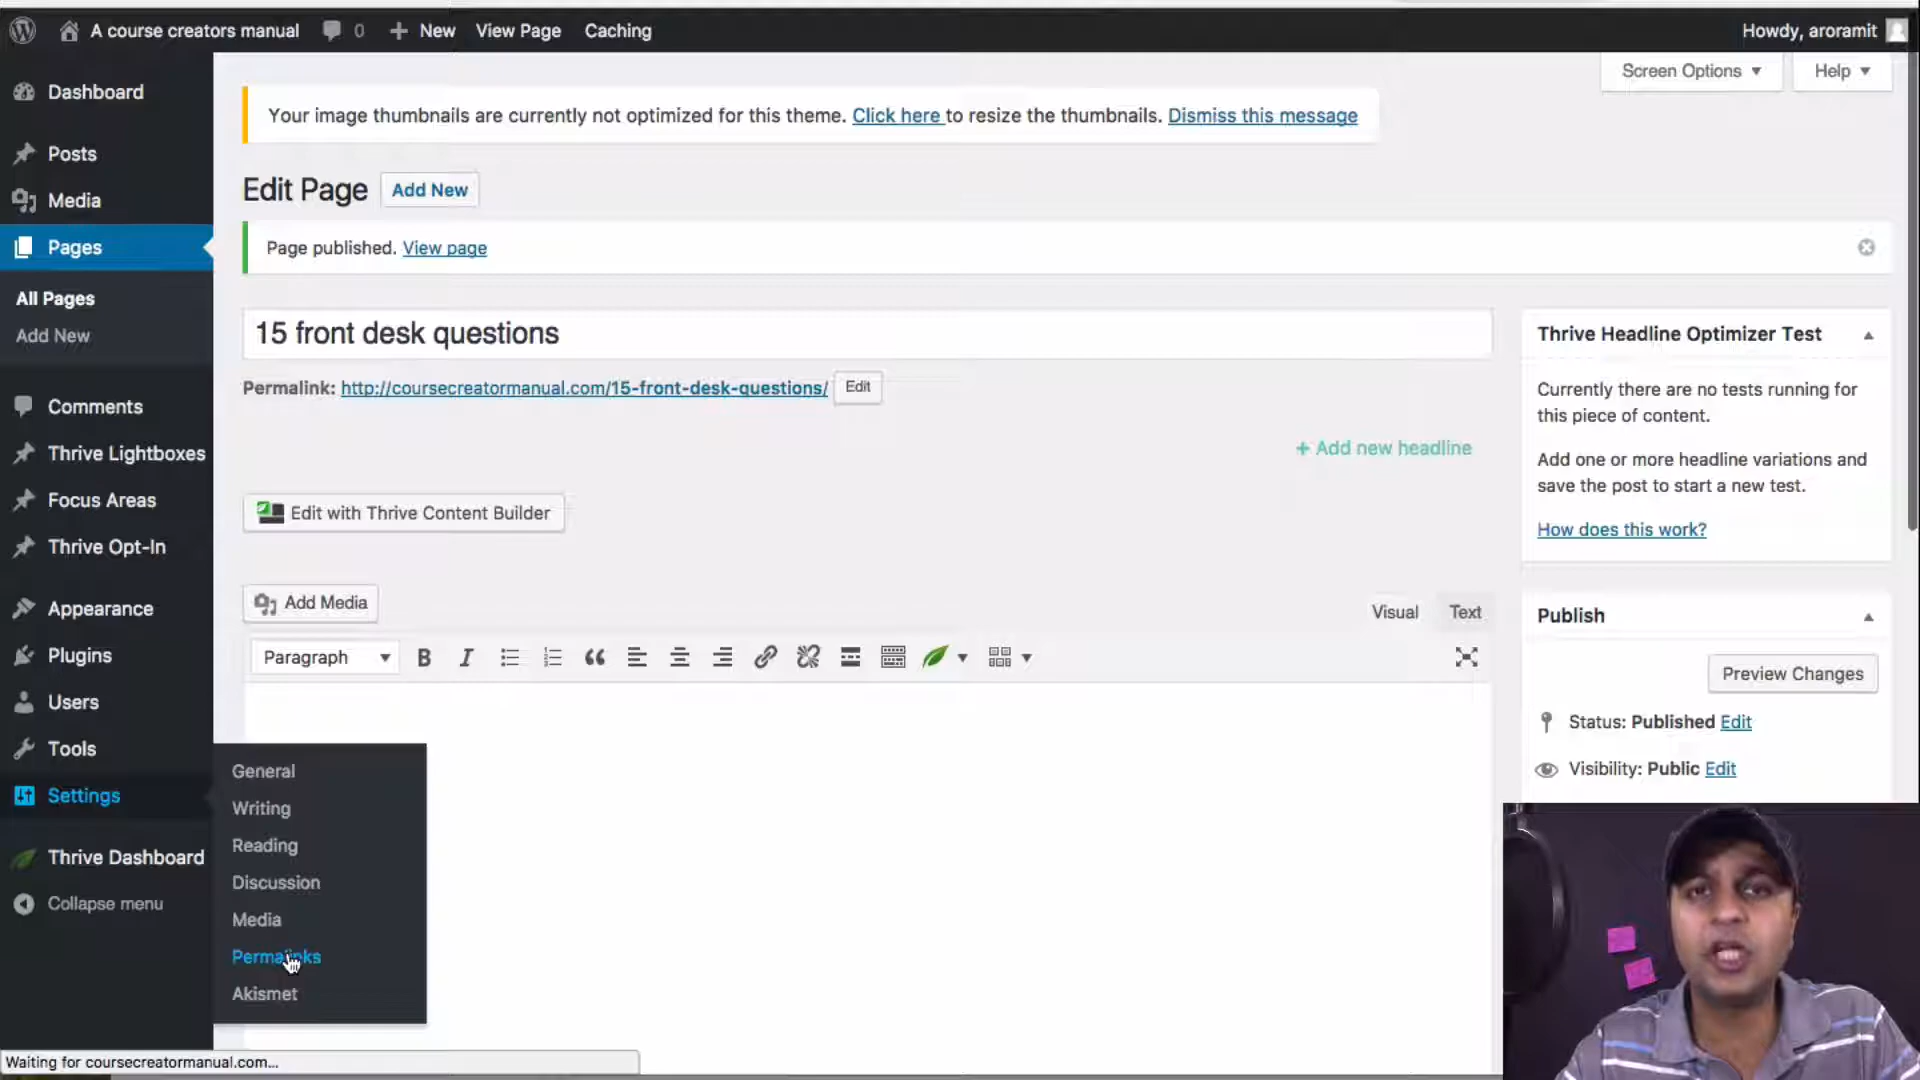 A course creators manual 0 New View Page Caching Howdy, aroramit
Screen Options Help
Dashboard
Posts
Media
Pages
All Pages
Add New
Comments
Thrive Lightboxes
Focus Areas
Thrive Opt-In
Appearance
Plugins
Users
Tools
Settings
Thrive Dashboard
Collapse menu
General
Writing
Reading
Discussion
Media
Permalinks
Akismet
Your image thumbnails are currently not optimized for this theme. Click here to resize the thumbnails. Dismiss this message
Edit Page Add New
Page published. View page
15 front desk questions
Permalink: http://coursecreatormanual.com/15-front-desk-questions/ Edit
+ Add new headline
Edit with Thrive Content Builder
Add Media
Visual Text
Paragraph B I
Thrive Headline Optimizer Test
Currently there are no tests running for
this piece of content.
Add one or more headline variations and
save the post to start a new test.
How does this work?
Publish
Preview Changes
Status: Published Edit
Visibility: Public Edit
Waiting for coursecreatormanual.com...